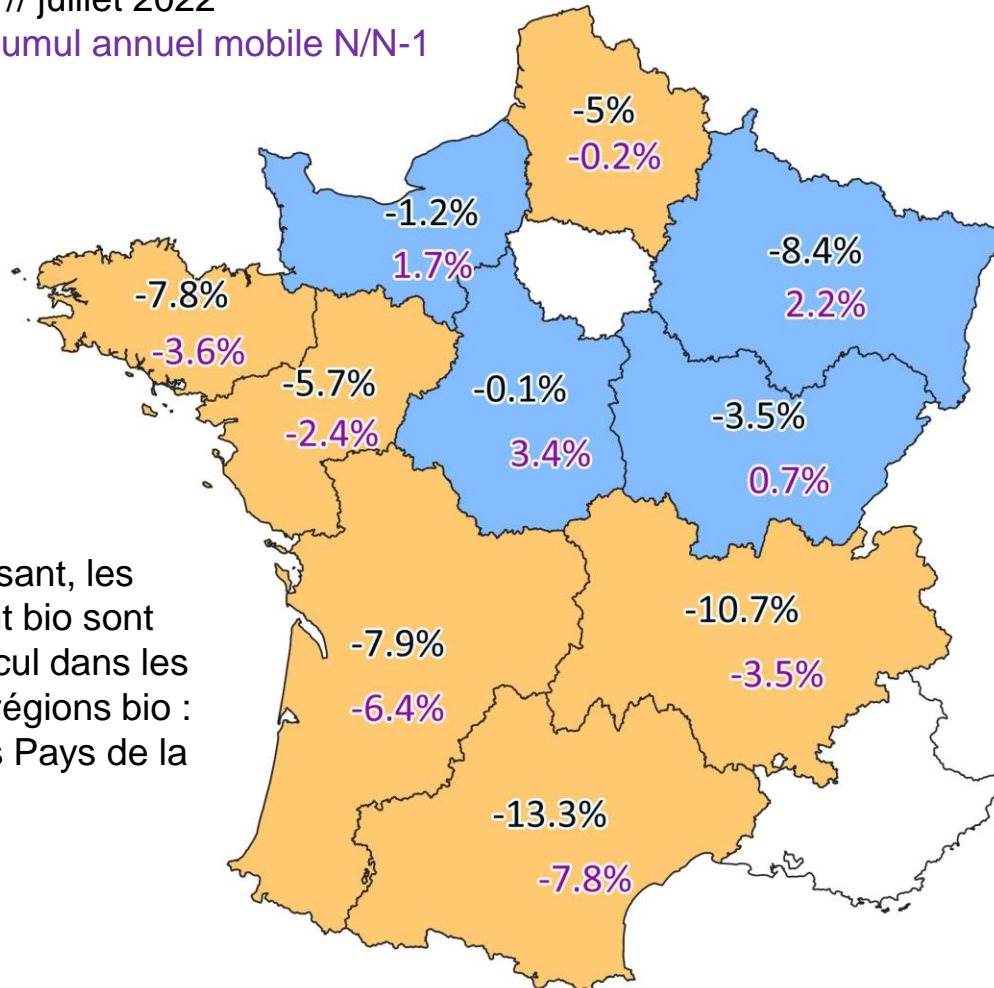 // juillet 2022
umul annuel mobile N/N-1
-5%
-0.2%
-1.2%
1.7%
-8.4%
2.2%
-7.8%
-3.6%
-5.7%
-2.4%
-0.1%
3.4%
-3.5%
0.7%
sant, les
t bio sont
cul dans les
régions bio :
s Pays de la
-7.9%
-6.4%
-10.7%
-3.5%
-13.3%
-7.8%